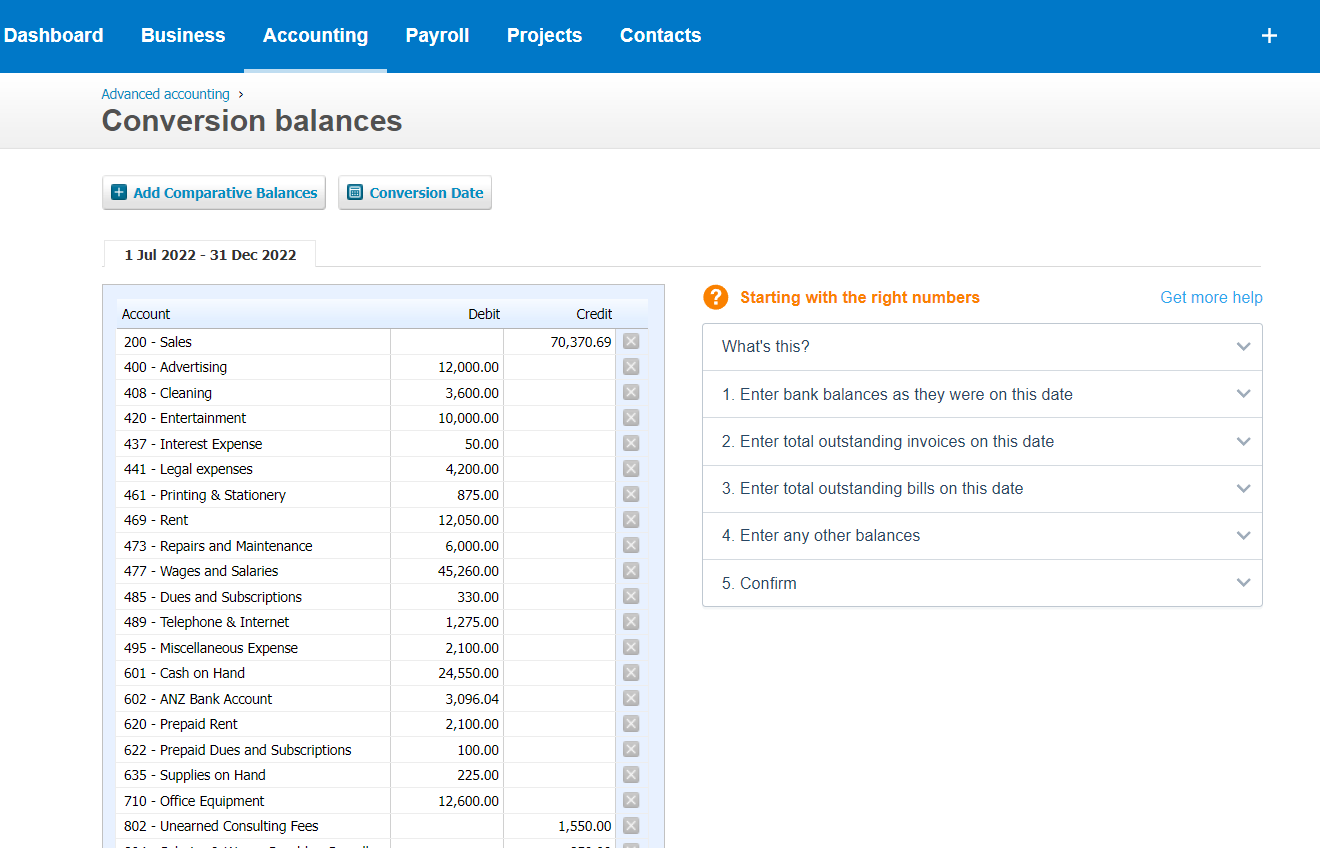 Dashboard Business Accounting Payroll Projects Contacts +
Advanced accounting ›
Conversion balances
Add Comparative Balances Conversion Date
1 Jul 2022 - 31 Dec 2022
Account Debit Credit
200 - Sales 70,370.69
400 - Advertising 12,000.00
408 - Cleaning 3,600.00
420 - Entertainment 10,000.00
437 - Interest Expense 50.00
441 - Legal expenses 4,200.00
461 - Printing & Stationery 875.00
469 - Rent 12,050.00
473 - Repairs and Maintenance 6,000.00
477 - Wages and Salaries 45,260.00
485 - Dues and Subscriptions 330.00
489 - Telephone & Internet 1,275.00
495 - Miscellaneous Expense 2,100.00
601 - Cash on Hand 24,550.00
602 - ANZ Bank Account 3,096.04
620 - Prepaid Rent 2,100.00
622 - Prepaid Dues and Subscriptions 100.00
635 - Supplies on Hand 225.00
710 - Office Equipment 12,600.00
802 - Unearned Consulting Fees 1,550.00
? Starting with the right numbers Get more help
What's this?
1. Enter bank balances as they were on this date
2. Enter total outstanding invoices on this date
3. Enter total outstanding bills on this date
4. Enter any other balances
5. Confirm